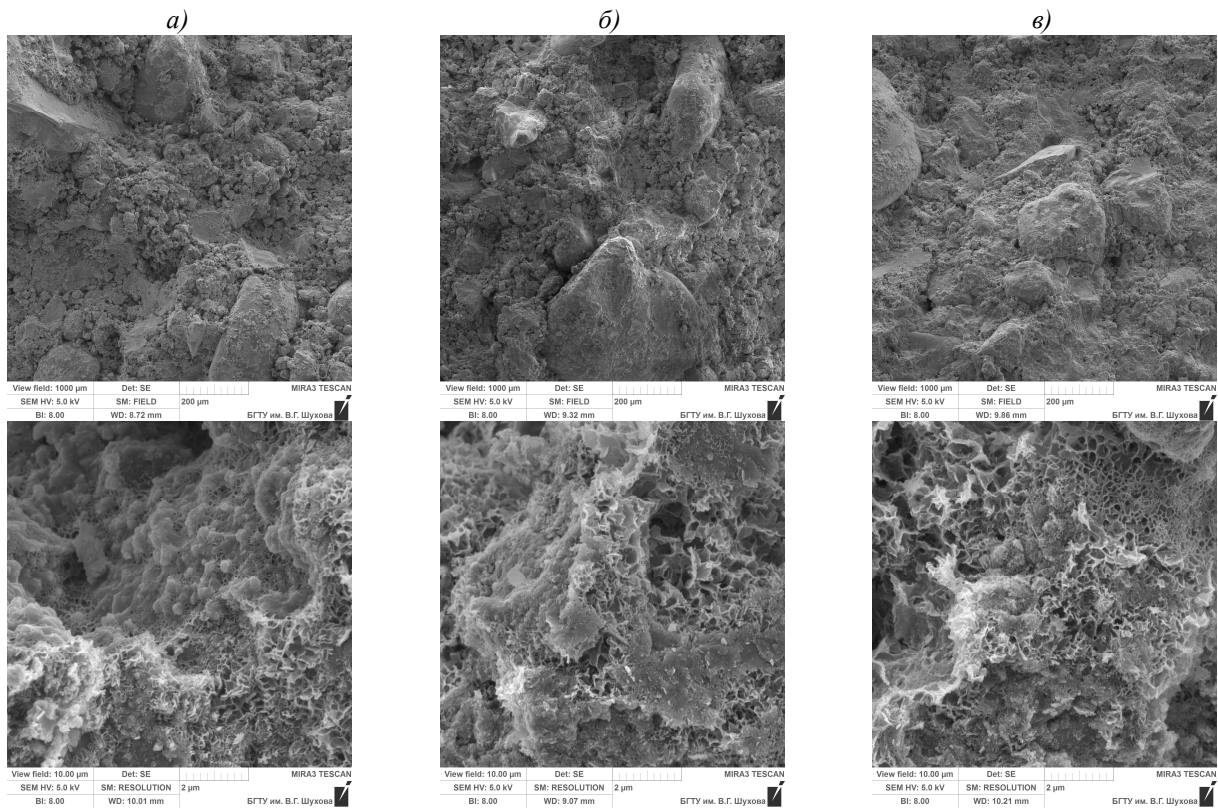 а)
б)
в)
View field: 1000 µm Det: SE MIRA3 TESCAN
SEM HV: 5.0 kV SM: FIELD 200 µm
BI: 8.00 WD: 8.72 mm БГТУ им. В.Г. Шухова
View field: 1000 µm Det: SE MIRA3 TESCAN
SEM HV: 5.0 kV SM: FIELD 200 µm
BI: 8.00 WD: 9.32 mm БГТУ им. В.Г. Шухова
View field: 1000 µm Det: SE MIRA3 TESCAN
SEM HV: 5.0 kV SM: FIELD 200 µm
BI: 8.00 WD: 9.86 mm БГТУ им. В.Г. Шухова
View field: 10.00 µm Det: SE MIRA3 TESCAN
SEM HV: 5.0 kV SM: RESOLUTION 2 µm
BI: 8.00 WD: 10.01 mm БГТУ им. В.Г. Шухова
View field: 10.00 µm Det: SE MIRA3 TESCAN
SEM HV: 5.0 kV SM: RESOLUTION 2 µm
BI: 8.00 WD: 9.07 mm БГТУ им. В.Г. Шухова
View field: 10.00 µm Det: SE MIRA3 TESCAN
SEM HV: 5.0 kV SM: RESOLUTION 2 µm
BI: 8.00 WD: 10.21 mm БГТУ им. В.Г. Шухова